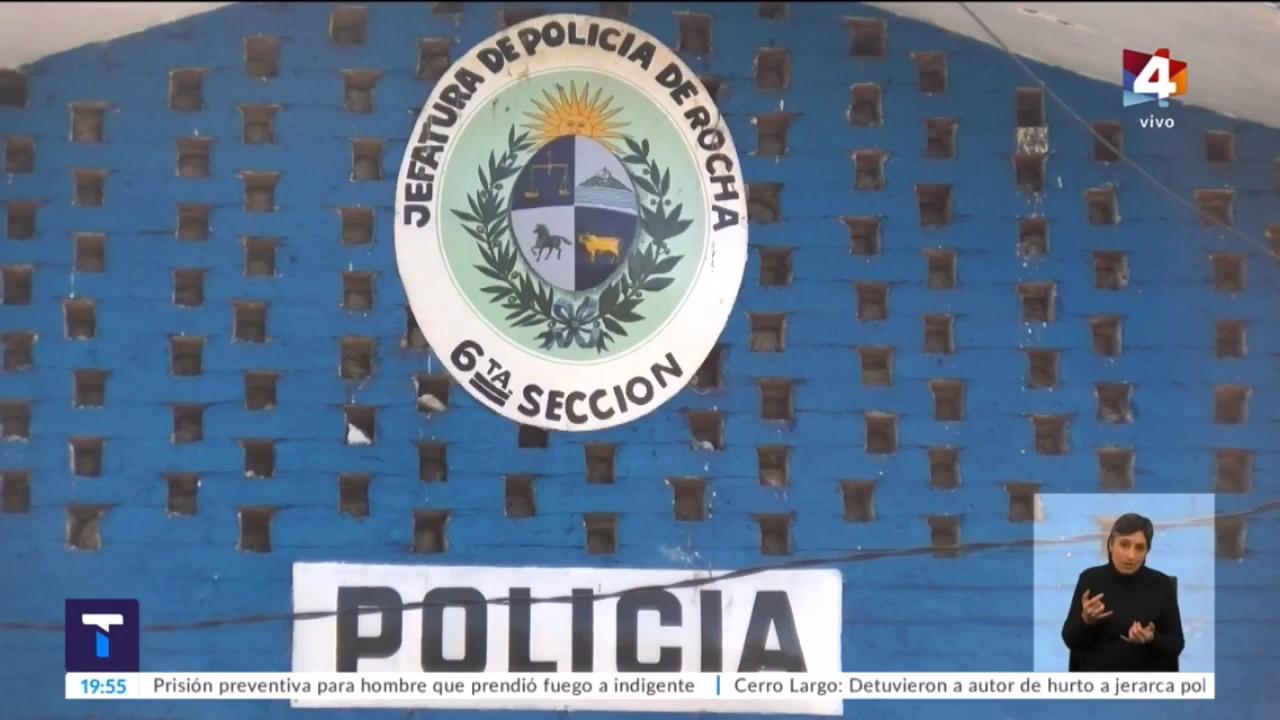 JEFATURA DE POLICIA DE ROCHA
6TA. SECCION
4
vivo
POLICIA
T
19:55 Prisión preventiva para hombre que prendió fuego a indigente | Cerro Largo: Detuvieron a autor de hurto a jerarca pol